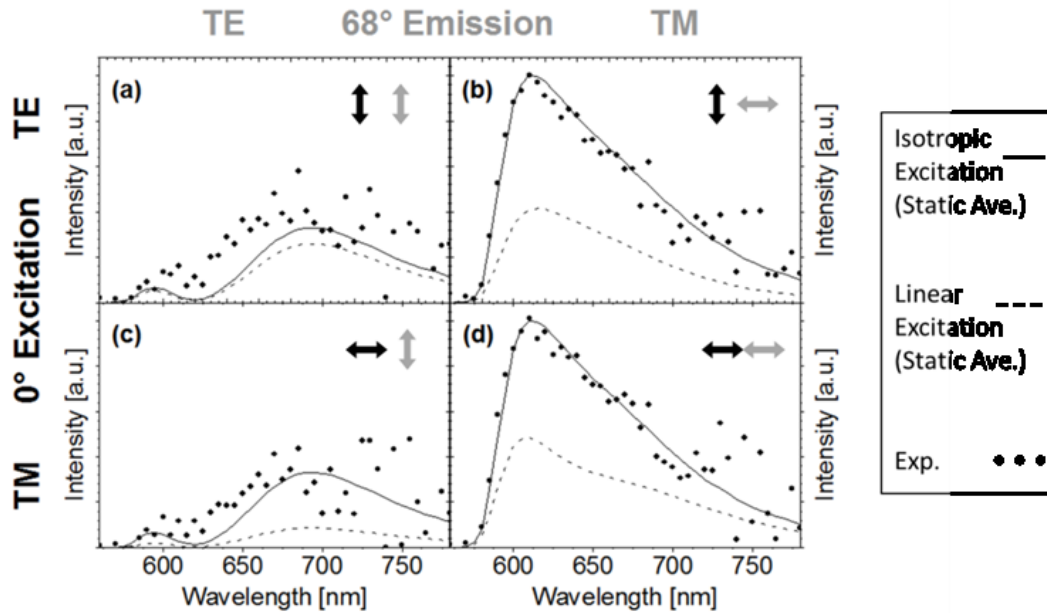 TE 68° Emission TM
TM 0° Excitation TE
(a)
(b)
(c)
(d)
Intensity [a.u.]
Intensity [a.u.]
Intensity [a.u.]
Intensity [a.u.]
600 650 700 750
600 650 700 750
Wavelength [nm]
Wavelength [nm]
Isotropic
Excitation
(Static Ave.)
Linear
Excitation
(Static Ave.)
Exp.